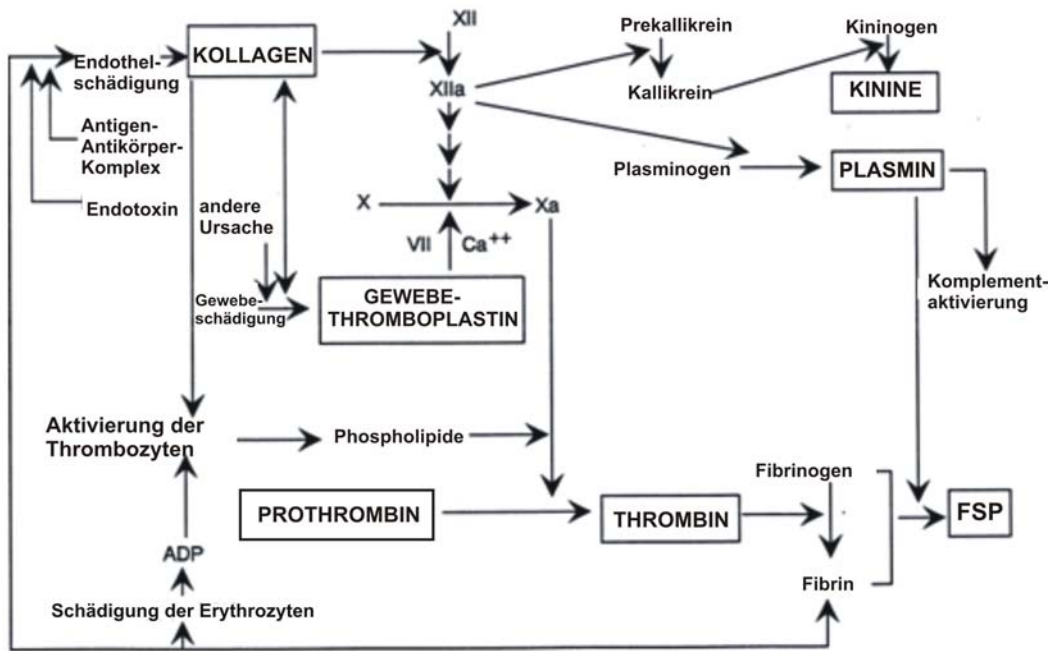 XII
Prekallikrein
Kininogen
Endothel-
schädigung
KOLLAGEN
XIIa
Kallikrein
KININE
Antigen-
Antikörper-
Komplex
Plasminogen
PLASMIN
Endotoxin
andere
Ursache
X
Xa
VII
Ca++
Komplement-
aktivierung
Gewebe-
schädigung
GEWEBE-
THROMBOPLASTIN
Aktivierung der
Thrombozyten
Phospholipide
Fibrinogen
PROTHROMBIN
THROMBIN
FSP
ADP
Fibrin
Schädigung der Erythrozyten